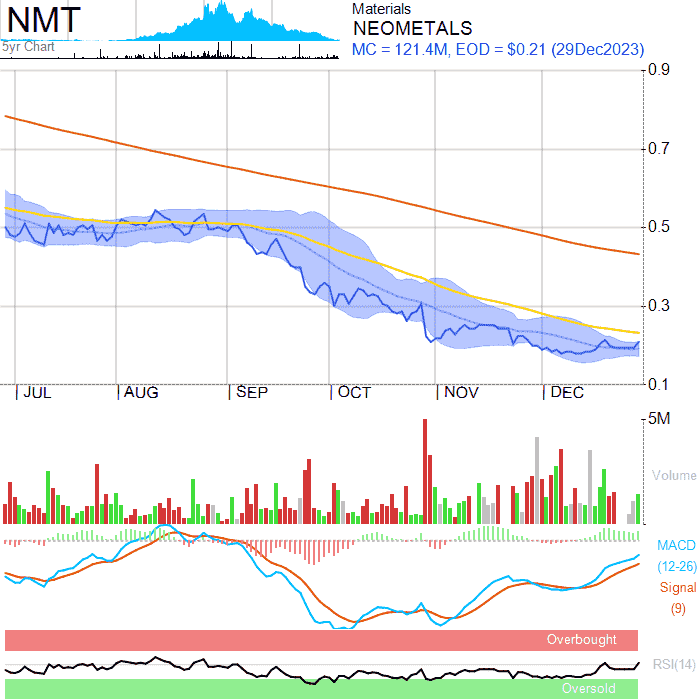 NMT
5yr Chart
Materials
NEOMETALS
MC = 121.4M, EOD = $0.21 (29Dec2023)
0.9
0.7
0.5
0.3
0.1
JUL AUG SEP OCT NOV DEC
5M
Volume
MACD
(12-26)
Signal
(9)
Overbought
RSI(14)
Oversold